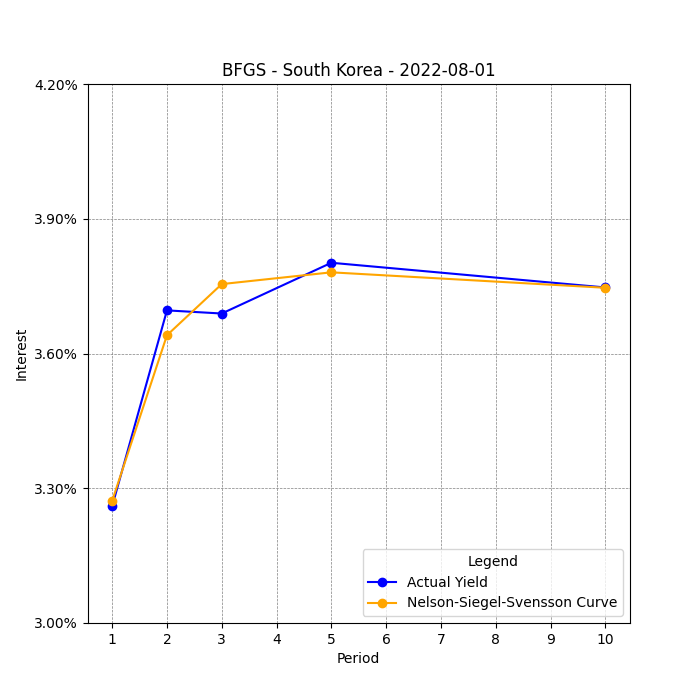 BFGS - South Korea - 2022-08-01
4.20%
3.90%
3.60%
3.30%
3.00%
Interest
Legend
Actual Yield
Nelson-Siegel-Svensson Curve
1 2 3 4 5 6 7 8 9 10
Period